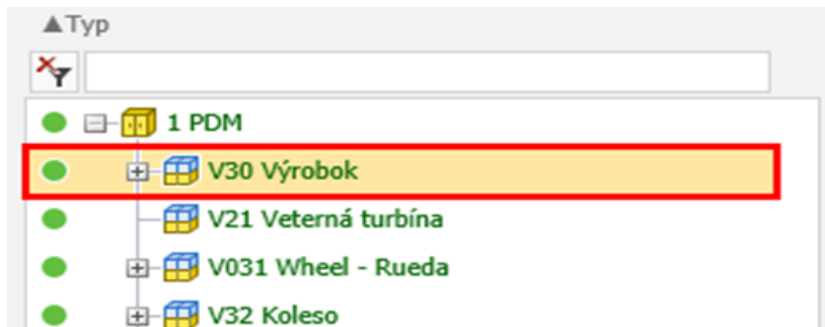 ▲Typ
1 PDM
V30 Výrobok
V21 Veterná turbína
V031 Wheel - Rueda
V32 Koleso